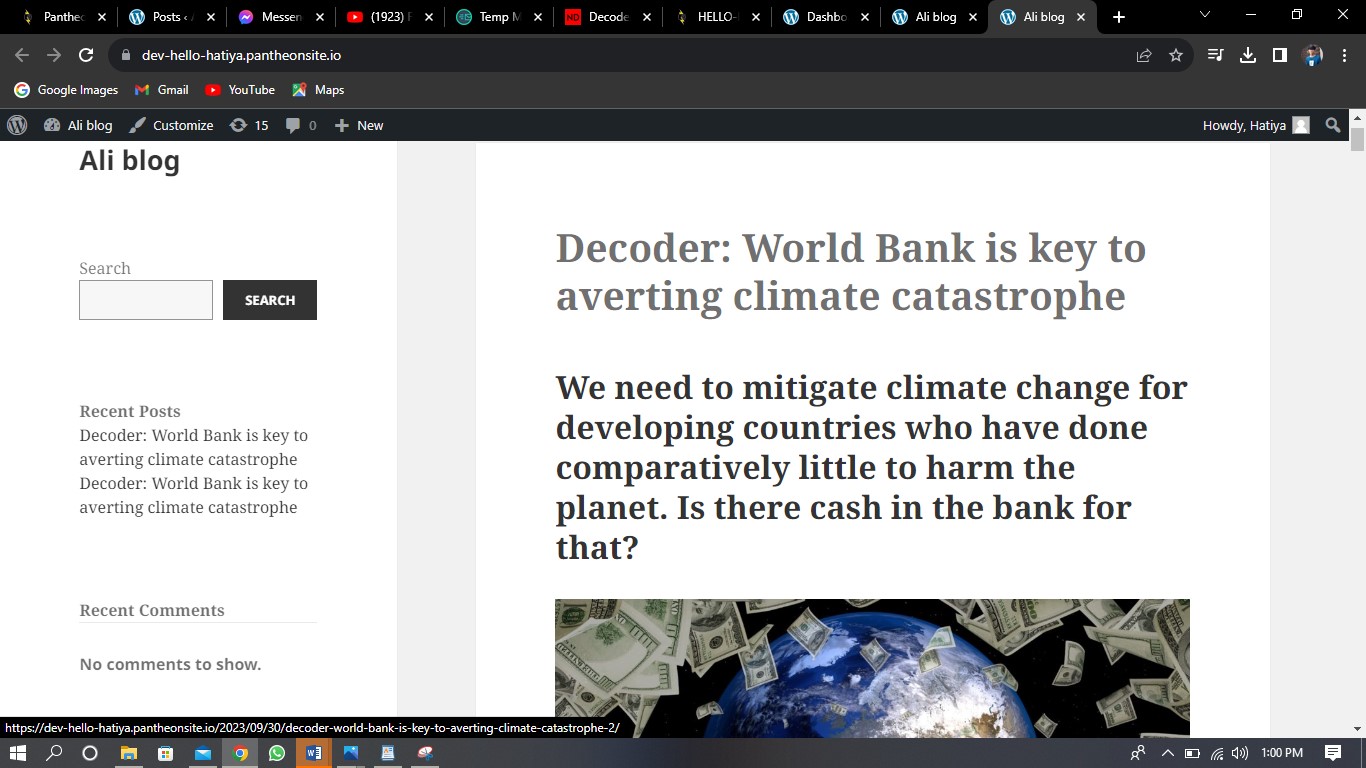 Panthec
Posts ‹
Messen
(1923) F
Temp M
Decode
HELLO-
Dashbo
Ali blog
Ali blog
dev-hello-hatiya.pantheonsite.io
Google Images
Gmail
YouTube
Maps
Ali blog
Customize
15
0
New
Howdy, Hatiya
Ali blog
Search
SEARCH
Recent Posts
Decoder: World Bank is key to
averting climate catastrophe
Decoder: World Bank is key to
averting climate catastrophe
Recent Comments
No comments to show.
Decoder: World Bank is key to
averting climate catastrophe
We need to mitigate climate change for
developing countries who have done
comparatively little to harm the
planet. Is there cash in the bank for
that?
https://dev-hello-hatiya.pantheonsite.io/2023/09/30/decoder-world-bank-is-key-to-averting-climate-catastrophe-2/
1:00 PM